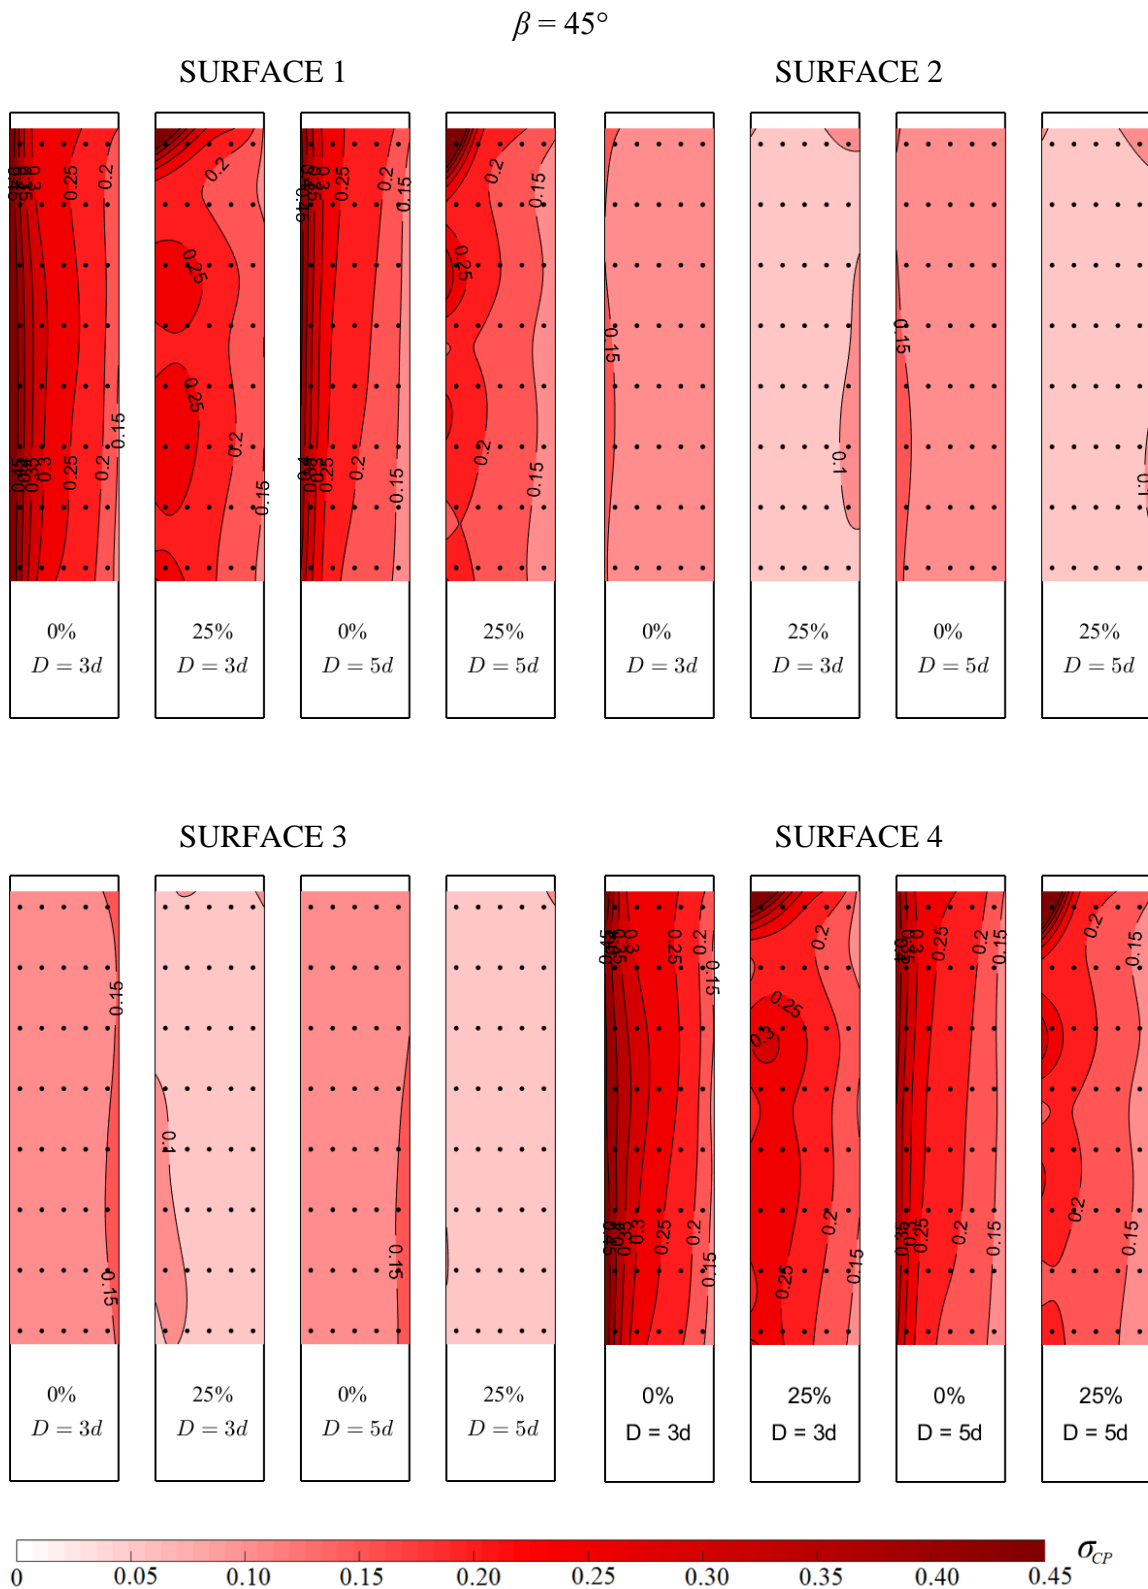 β = 45°
SURFACE 1
SURFACE 2
0.3 0.25 0.2 0.2 0.3 0.25 0.2 0.15 0.2 0.15
0.25 0.25
0.15 0.15
0.25 0.15 0.2 0.1
0.3 0.25 0.2 0.2 0.15 0.25 0.2 0.15 0.2 0.15 0.1
0% 25% 0% 25% 0% 25% 0% 25%
D = 3d D = 3d D = 5d D = 5d D = 3d D = 3d D = 5d D = 5d
SURFACE 3
SURFACE 4
0.15 0.3 0.25 0.2 0.15 0.2 0.3 0.25 0.2 0.15 0.2 0.15
0.25 0.3
0.1
0.15 0.15 0.35 0.3 0.25 0.2 0.15 0.25 0.2 0.15 0.35 0.3 0.25 0.2 0.15 0.2
0% 25% 0% 25% 0% 25% 0% 25%
D = 3d D = 3d D = 5d D = 5d D = 3d D = 3d D = 5d D = 5d
σCP
0 0.05 0.10 0.15 0.20 0.25 0.30 0.35 0.40 0.45